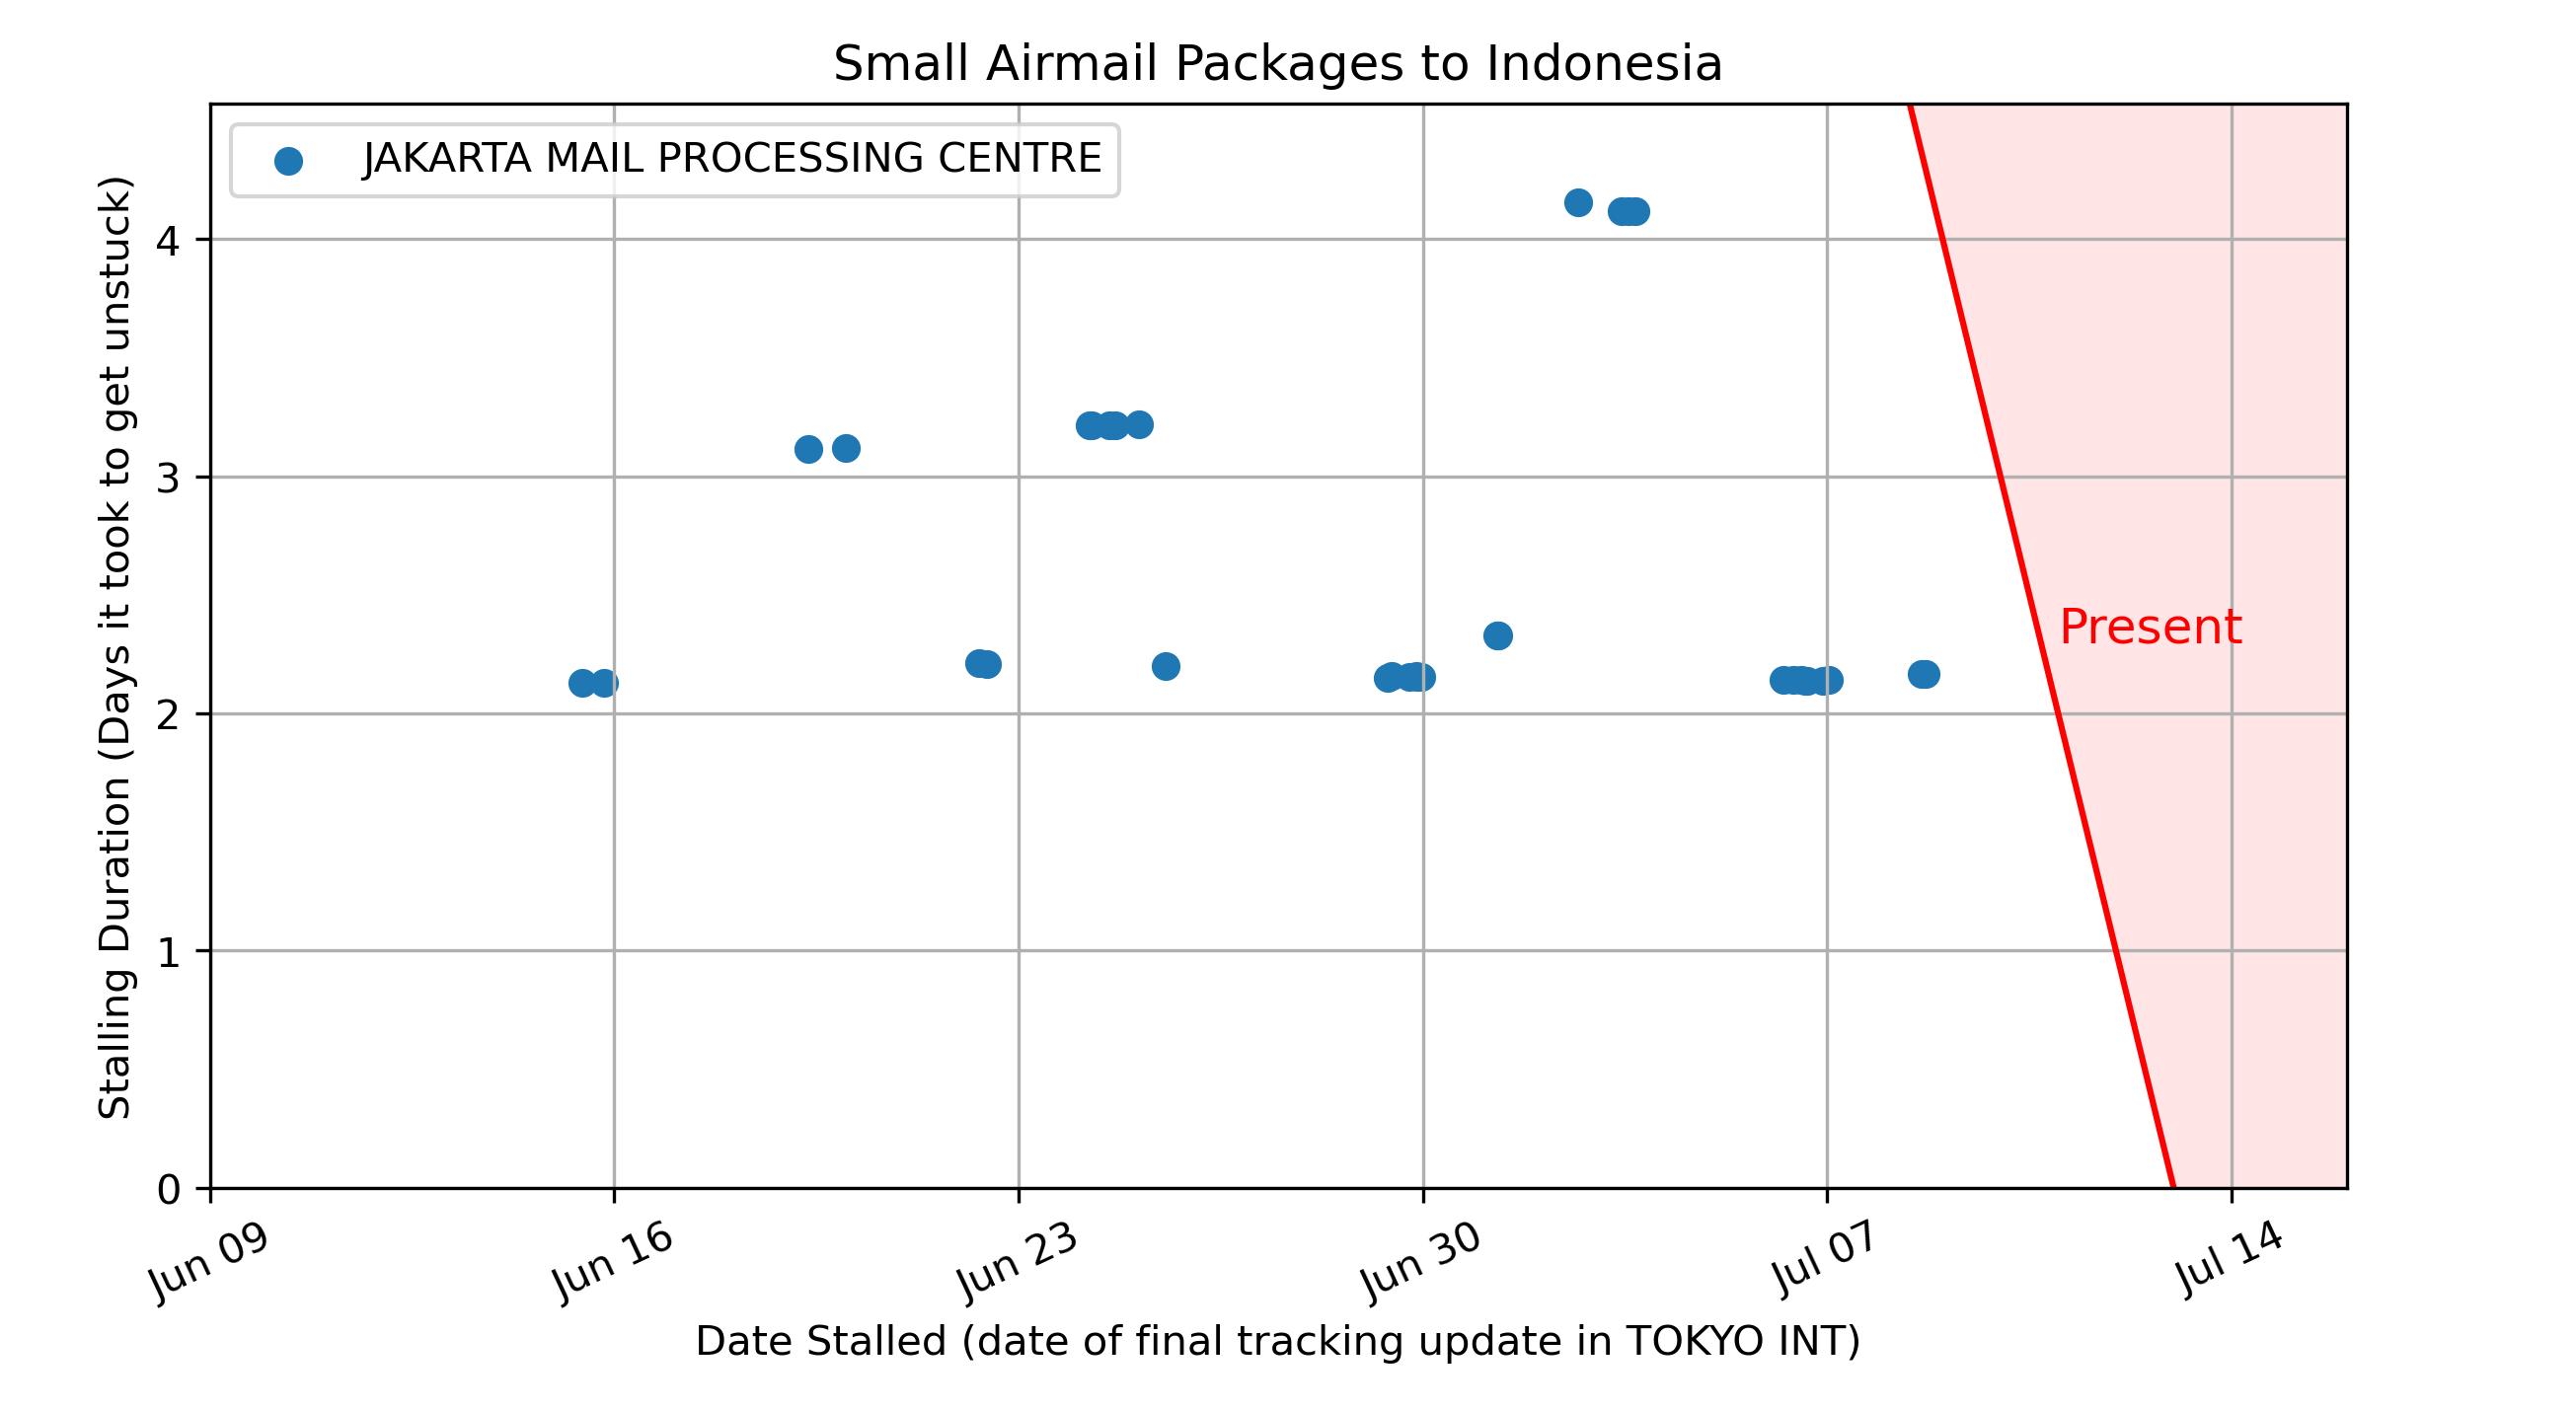 Small Airmail Packages to Indonesia
JAKARTA MAIL PROCESSING CENTRE
Stalling Duration (Days it took to get unstuck)
4
3
2
1
0
Present
Jun 09
Jun 16
Jun 23
Jun 30
Jul 07
Jul 14
Date Stalled (date of final tracking update in TOKYO INT)